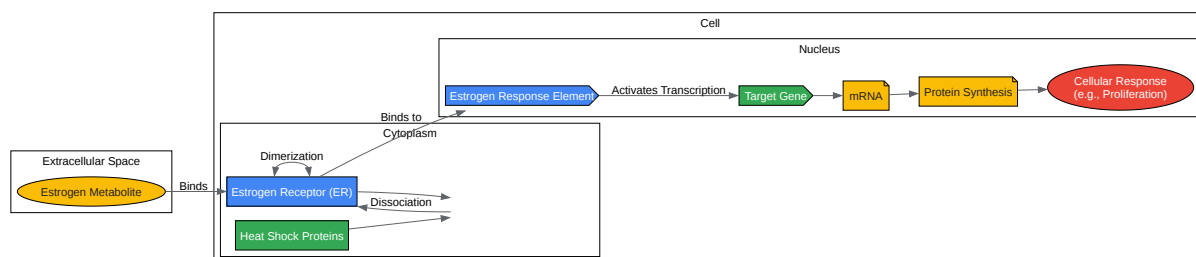 Cell
Nucleus
Estrogen Response Element
Activates Transcription
Target Gene
mRNA
Protein Synthesis
Cellular Response
(e.g., Proliferation)
Binds to
Cytoplasm
Extracellular Space
Estrogen Metabolite
Binds
Dimerization
Estrogen Receptor (ER)
Dissociation
Heat Shock Proteins